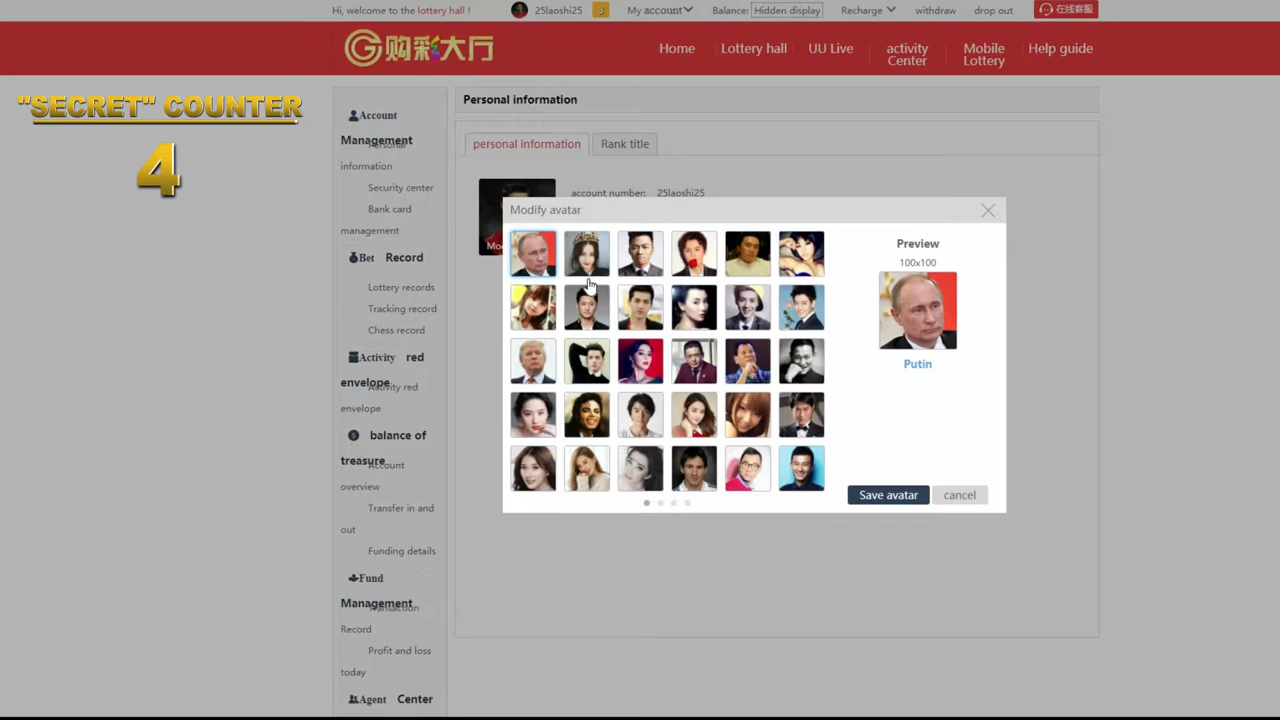 Hi, welcome to the lottery hall !
25laoshi25
3
My account
Balance:
Hidden display
Recharge
withdraw
drop out
在线客服
购彩大厅
Home
Lottery hall
UU Live
activity
Center
Mobile
Lottery
Help guide
"SECRET" COUNTER
4
Account
Management
Personal
information
Security center
Bank card
management
Bet Record
Lottery records
Tracking record
Chess record
Activity red
envelope
Activity red
envelope
balance of
treasure
Account
overview
Transfer in and
out
Funding details
Fund
Management
Transaction
Record
Profit and loss
today
Agent Center
Personal information
personal information
Rank title
account number: 25laoshi25
Modify avatar
Preview
100x100
Putin
Save avatar
cancel